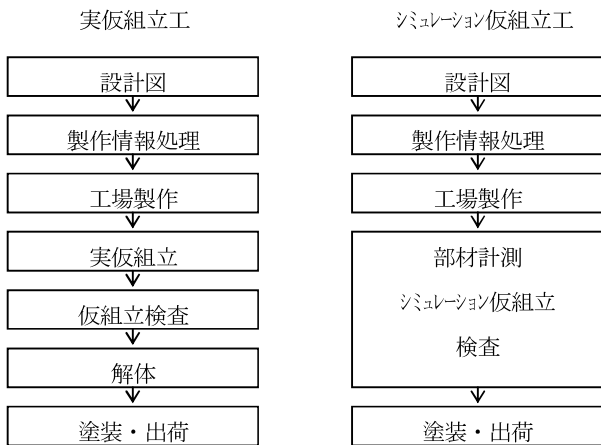 実仮組立工
設計図
製作情報処理
工場製作
実仮組立
仮組立検査
解体
塗装・出荷
ｼﾐｭﾚｰｼｮﾝ仮組立工
設計図
製作情報処理
工場製作
部材計測
ｼﾐｭﾚｰｼｮﾝ仮組立
検査
塗装・出荷